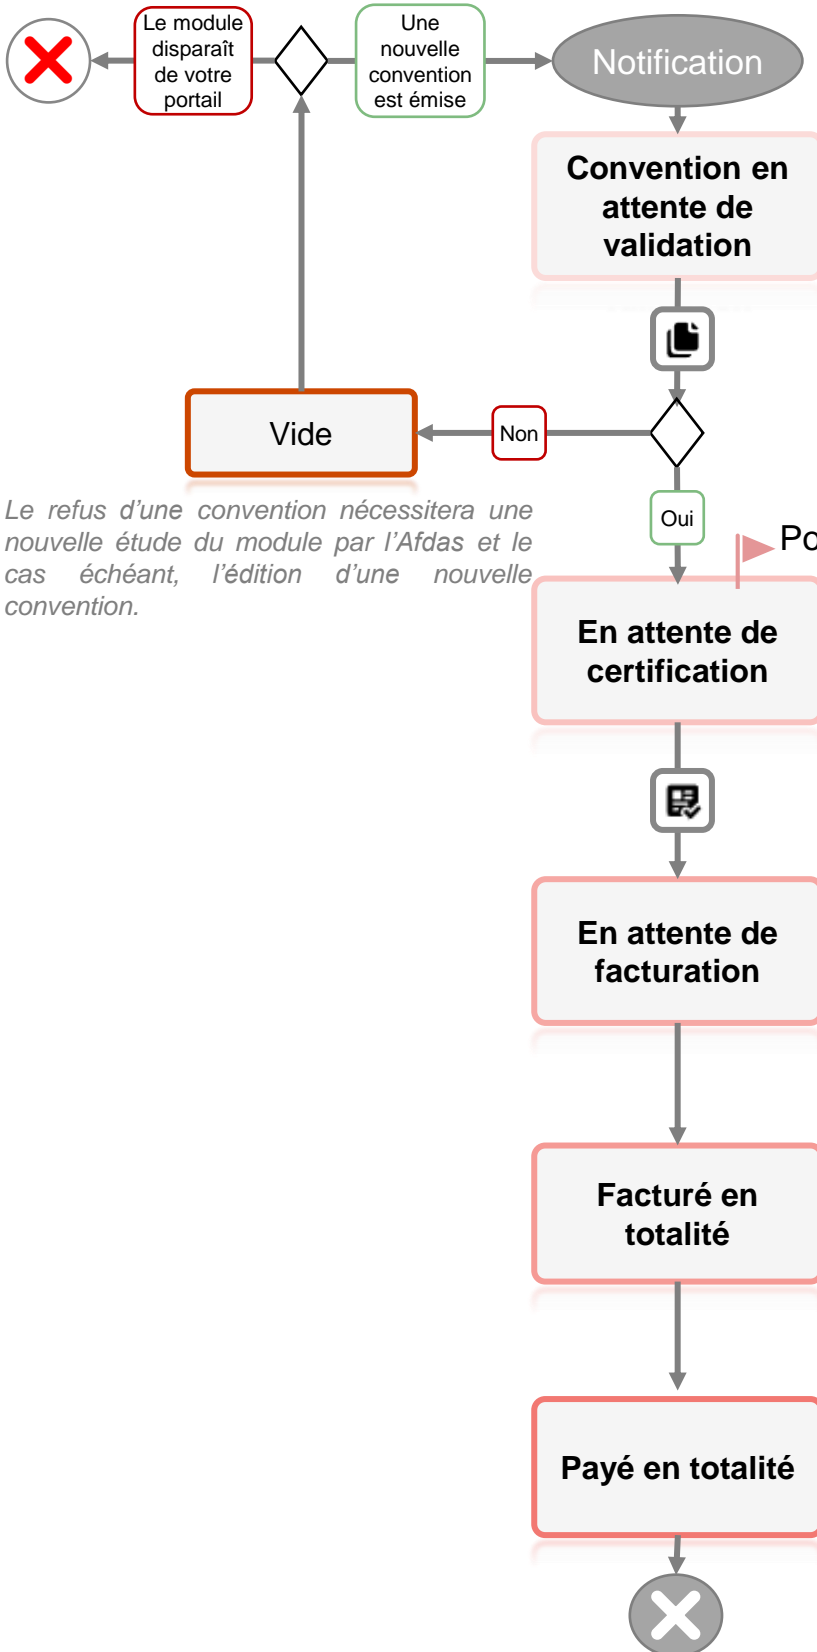 Le module
disparaît
de votre
portail
Une
nouvelle
convention
est émise
Notification
Convention en
attente de
validation
Vide
Non
Le refus d'une convention nécessitera une
nouvelle étude du module par l'Afdas et le
cas échéant, l'édition d'une nouvelle
convention.
Oui
Po
En attente de
certification
En attente de
facturation
Facturé en
totalité
Payé en totalité